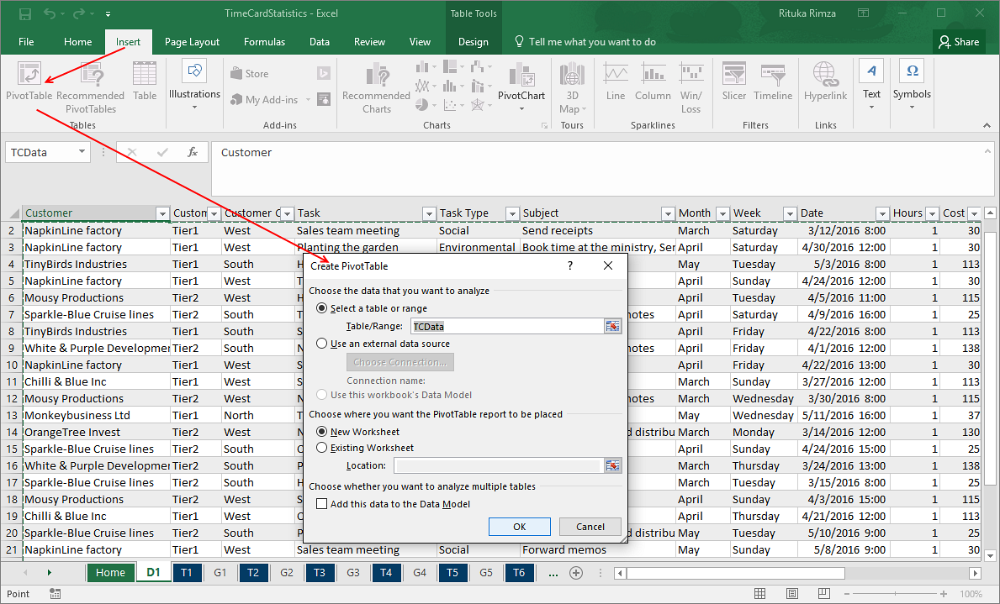 TimeCardStatistics - Excel
Table Tools
Rituka Rimza
File Home Insert Page Layout Formulas Data Review View Design Tell me what you want to do Share
PivotTable Recommended PivotTables Table
Tables
Illustrations
Store
My Add-ins
Add-ins
Recommended Charts
PivotChart
Charts
3D Map
Tours
Line Column Win/Loss
Sparklines
Slicer Timeline
Filters
Hyperlink
Links
Text
Symbols
TCData fx Customer
Customer Custom Customer C Task Task Type Subject Month Week Date Hours Cost
2 NapkinLine factory Tier1 West Sales team meeting Social Send receipts March Saturday 3/12/2016 8:00 1 30
3 NapkinLine factory Tier1 West Planting the garden Environmental Book time at the ministry, Ser April Saturday 4/30/2016 12:00 1 30
4 TinyBirds Industries Tier1 South May Tuesday 5/3/2016 8:00 1 113
5 NapkinLine factory Tier1 West April Sunday 4/24/2016 12:00 1 30
6 Mousy Productions Tier2 West April Tuesday 4/5/2016 11:00 1 115
7 Sparkle-Blue Cruise lines Tier2 South notes April Saturday 4/9/2016 16:00 1 25
8 TinyBirds Industries Tier1 South April Friday 4/22/2016 8:00 1 113
9 White & Purple Developmer Tier2 South notes April Friday 4/1/2016 12:00 1 138
10 NapkinLine factory Tier1 West April Friday 4/22/2016 13:00 1 30
11 Chilli & Blue Inc Tier1 West March Sunday 3/27/2016 12:00 1 113
12 Mousy Productions Tier2 West notes March Wednesday 3/30/2016 8:00 1 115
13 Monkeybusiness Ltd Tier1 North May Wednesday 5/11/2016 16:00 1 37
14 OrangeTree Invest Tier2 West d distribu March Monday 3/14/2016 12:00 1 130
15 Sparkle-Blue Cruise lines Tier2 South April Sunday 4/24/2016 15:00 1 25
16 White & Purple Developmer Tier2 South March Thursday 3/24/2016 13:00 1 138
17 Sparkle-Blue Cruise lines Tier2 South March Tuesday 3/15/2016 8:00 1 25
18 Mousy Productions Tier2 West April Sunday 4/3/2016 15:00 1 115
19 Chilli & Blue Inc Tier1 West April Thursday 4/21/2016 12:00 1 113
20 Sparkle-Blue Cruise lines Tier2 South d distribu May Tuesday 5/10/2016 9:00 1 25
21 NapkinLine factory Tier1 West Sales team meeting Social Forward memos May Sunday 5/8/2016 9:00 1 30
Create PivotTable ?
Choose the data that you want to analyze
Select a table or range
Table/Range: TCData
Use an external data source
Choose Connection...
Connection name:
Use this workbook's Data Model
Choose where you want the PivotTable report to be placed
New Worksheet
Existing Worksheet
Location:
Choose whether you want to analyze multiple tables
Add this data to the Data Model
OK Cancel
Home D1 T1 G1 T2 G2 T3 G3 T4 G4 T5 G5 T6 ...
Point 100%